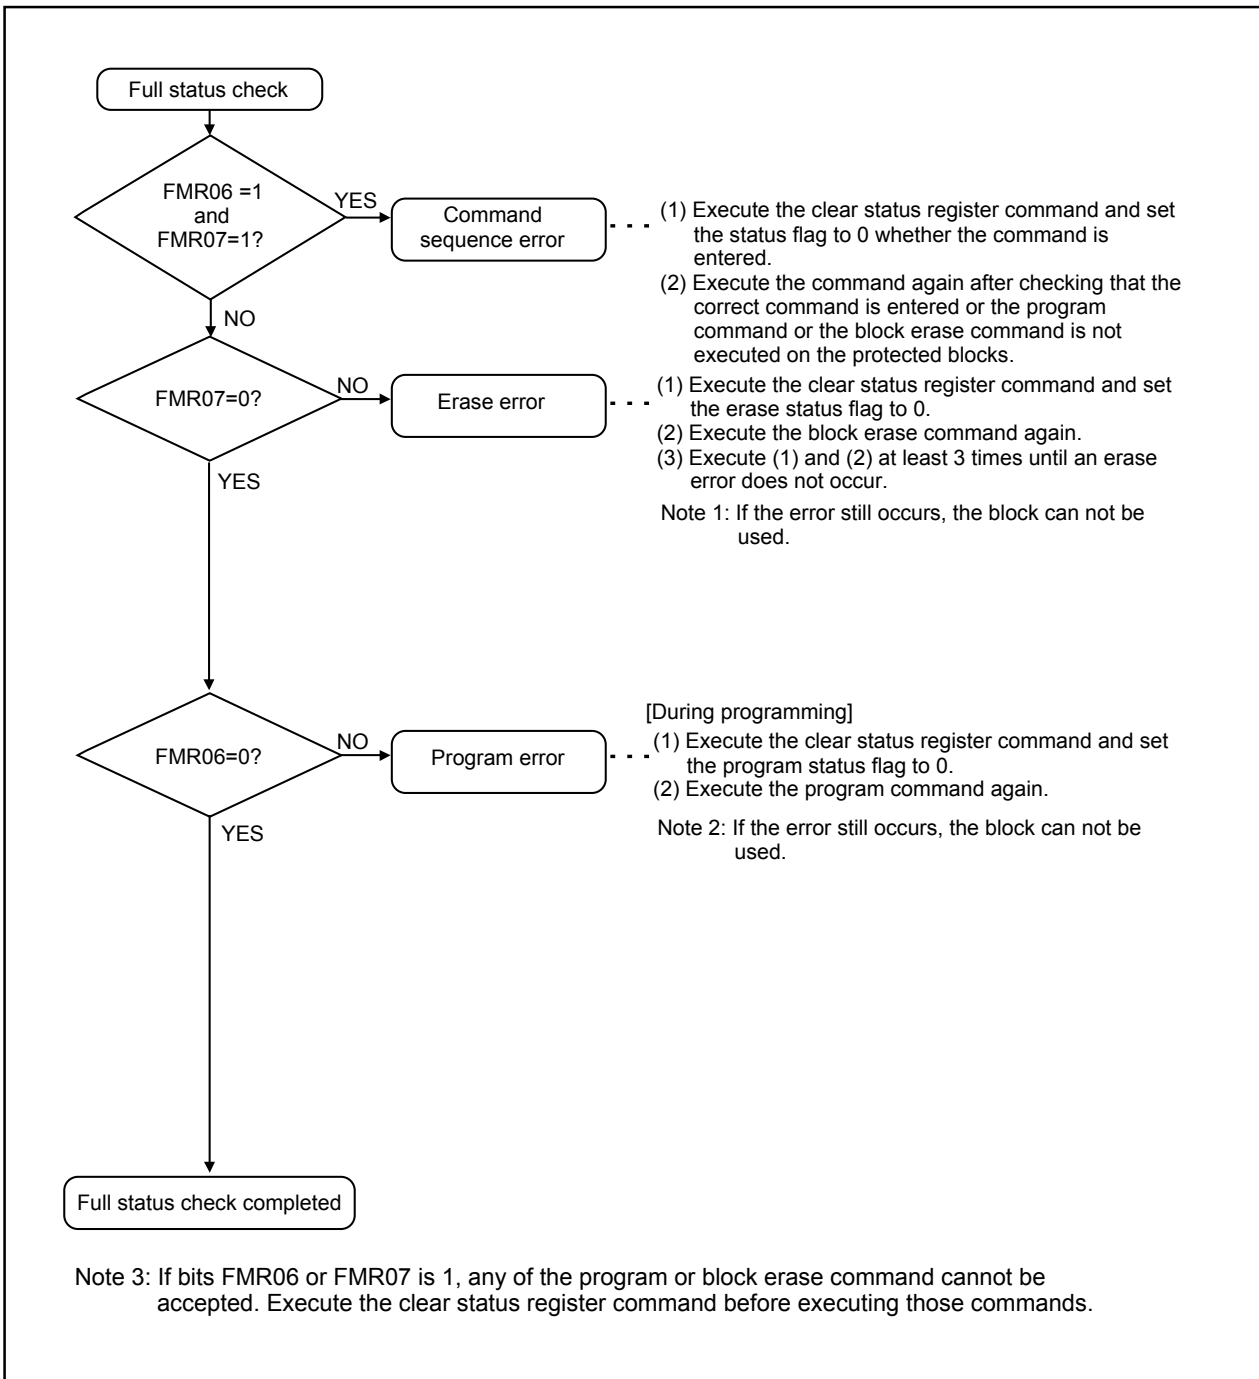 Full status check
FMR06 =1
and
FMR07=1?
YES
Command
sequence error
(1) Execute the clear status register command and set
the status flag to 0 whether the command is
entered.
(2) Execute the command again after checking that the
correct command is entered or the program
command or the block erase command is not
executed on the protected blocks.
NO
FMR07=0?
NO
Erase error
(1) Execute the clear status register command and set
the erase status flag to 0.
(2) Execute the block erase command again.
(3) Execute (1) and (2) at least 3 times until an erase
error does not occur.
Note 1: If the error still occurs, the block can not be
used.
YES
FMR06=0?
NO
Program error
[During programming]
(1) Execute the clear status register command and set
the program status flag to 0.
(2) Execute the program command again.
Note 2: If the error still occurs, the block can not be
used.
YES
Full status check completed
Note 3: If bits FMR06 or FMR07 is 1, any of the program or block erase command cannot be
accepted. Execute the clear status register command before executing those commands.